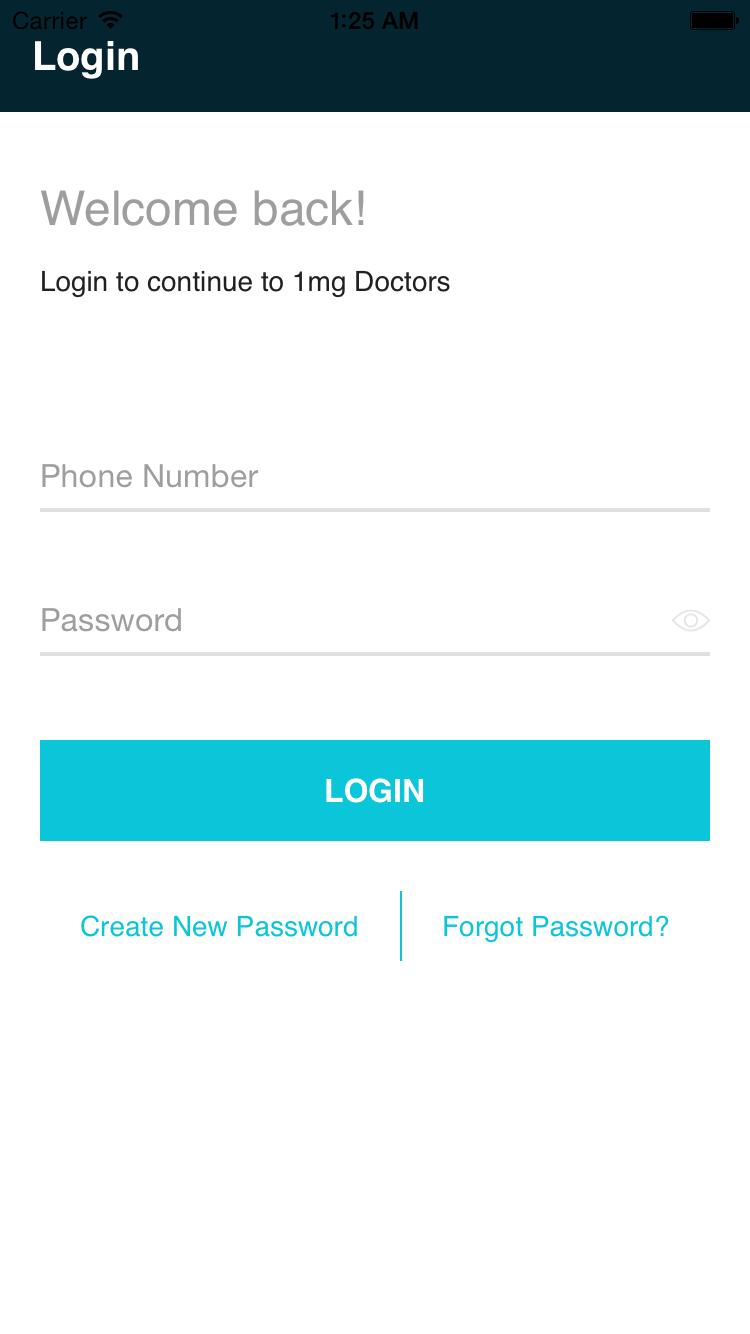 Carrier 1:25 AM
Login
Welcome back!
Login to continue to 1mg Doctors
Phone Number
Password
LOGIN
Create New Password Forgot Password?